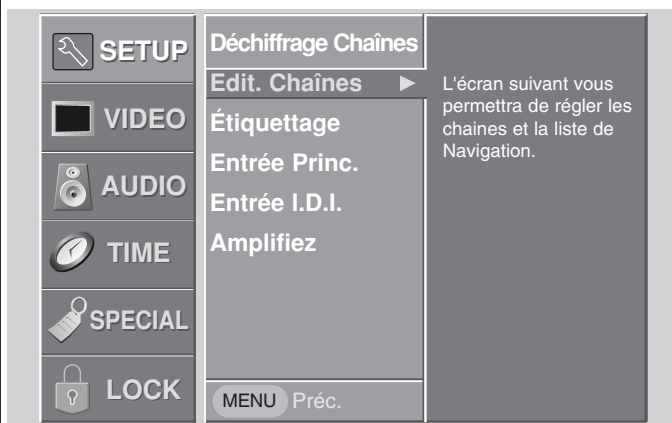 SETUP
VIDEO
AUDIO
TIME
SPECIAL
LOCK
Déchiffrage Chaînes
Edit. Chaînes
Étiquettage
Entrée Princ.
Entrée I.D.I.
Amplifiez
MENU Préc.
L'écran suivant vous
permettra de régler les
chaines et la liste de
Navigation.